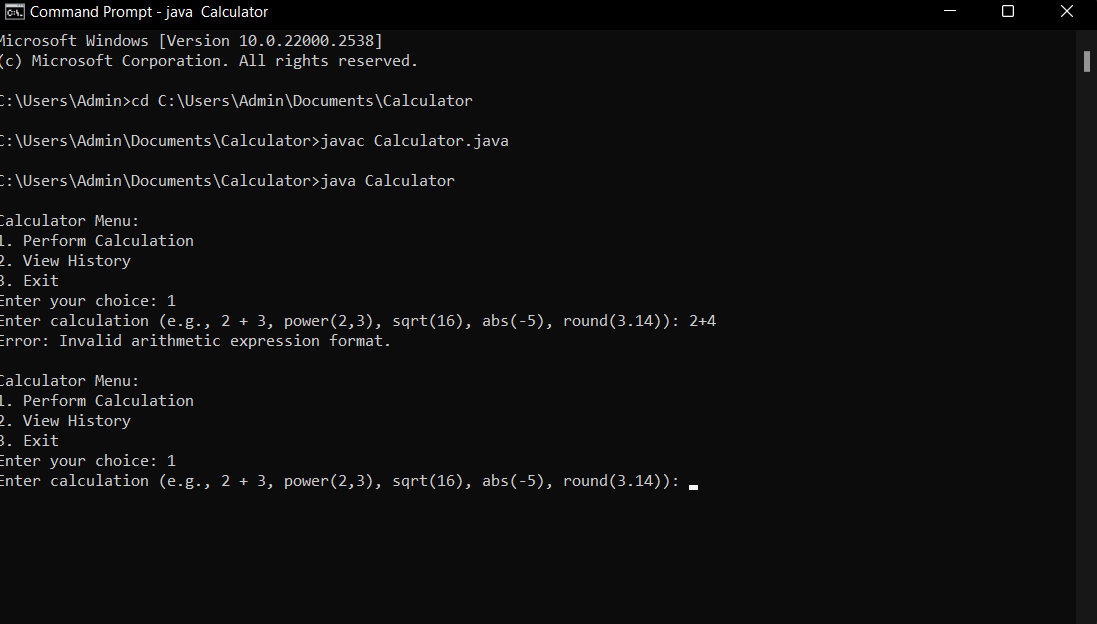 Command Prompt - java  Calculator
Microsoft Windows [Version 10.0.22000.2538]
(c) Microsoft Corporation. All rights reserved.
C:\Users\Admin>cd C:\Users\Admin\Documents\Calculator
C:\Users\Admin\Documents\Calculator>javac Calculator.java
C:\Users\Admin\Documents\Calculator>java Calculator
Calculator Menu:
1. Perform Calculation
2. View History
3. Exit
Enter your choice: 1
Enter calculation (e.g., 2 + 3, power(2,3), sqrt(16), abs(-5), round(3.14)): 2+4
Error: Invalid arithmetic expression format.
Calculator Menu:
1. Perform Calculation
2. View History
3. Exit
Enter your choice: 1
Enter calculation (e.g., 2 + 3, power(2,3), sqrt(16), abs(-5), round(3.14)):